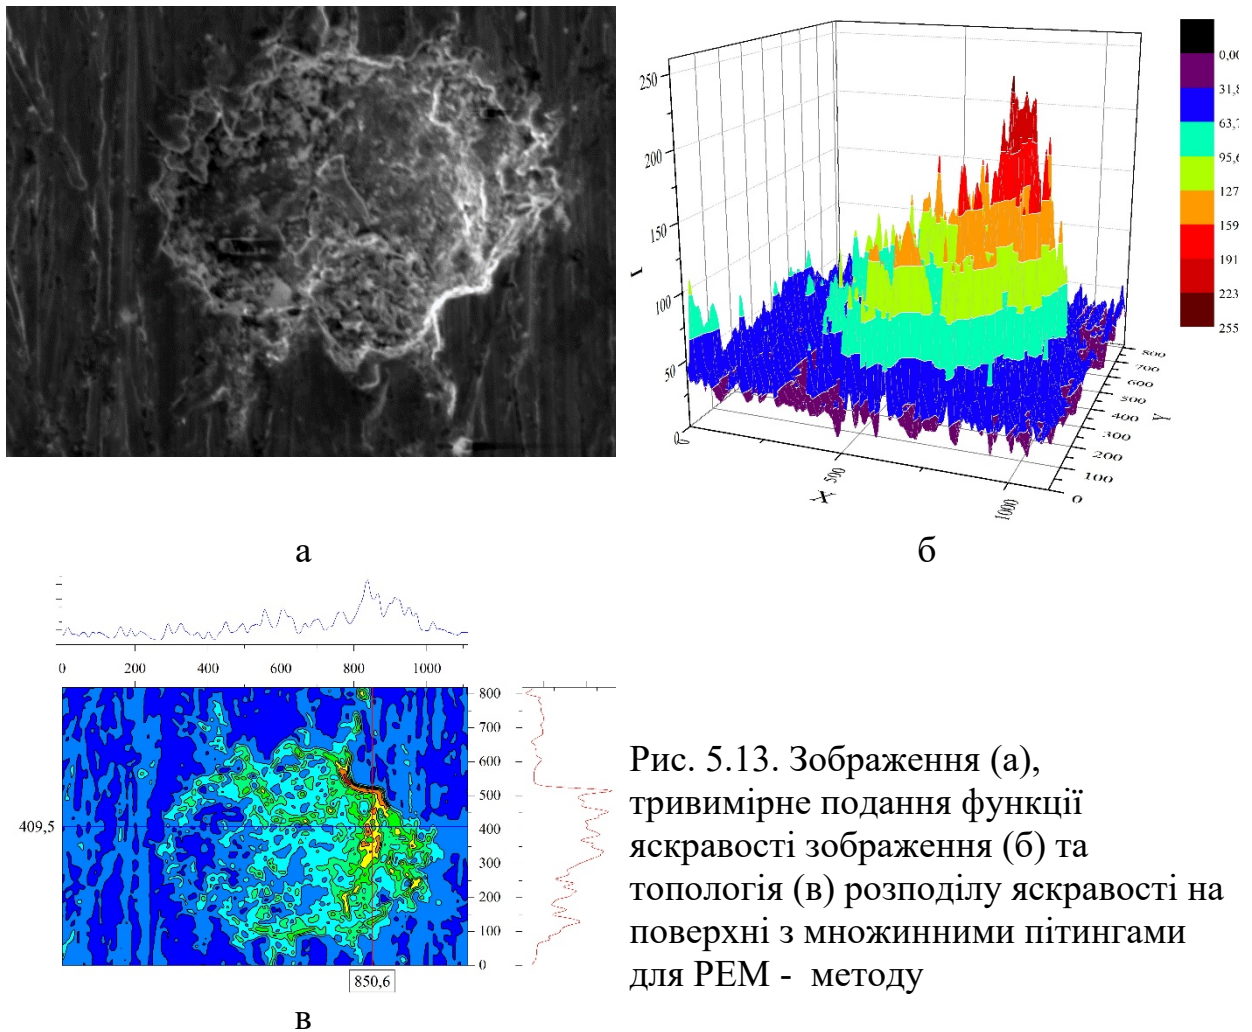 250
200
150
100
50
0
I
500
1000
X
0
100
200
300
400
500
600
700
800
Y
0,00
31,8
63,7
95,6
127
159
191
223
255
а
б
0 200 400 600 800 1000
800
700
600
500
400
300
200
100
0
409,5
850,6
в
Рис. 5.13. Зображення (а),
тривимірне подання функції
яскравості зображення (б) та
топологія (в) розподілу яскравості на
поверхні з множинними пітингами
для РЕМ - методу